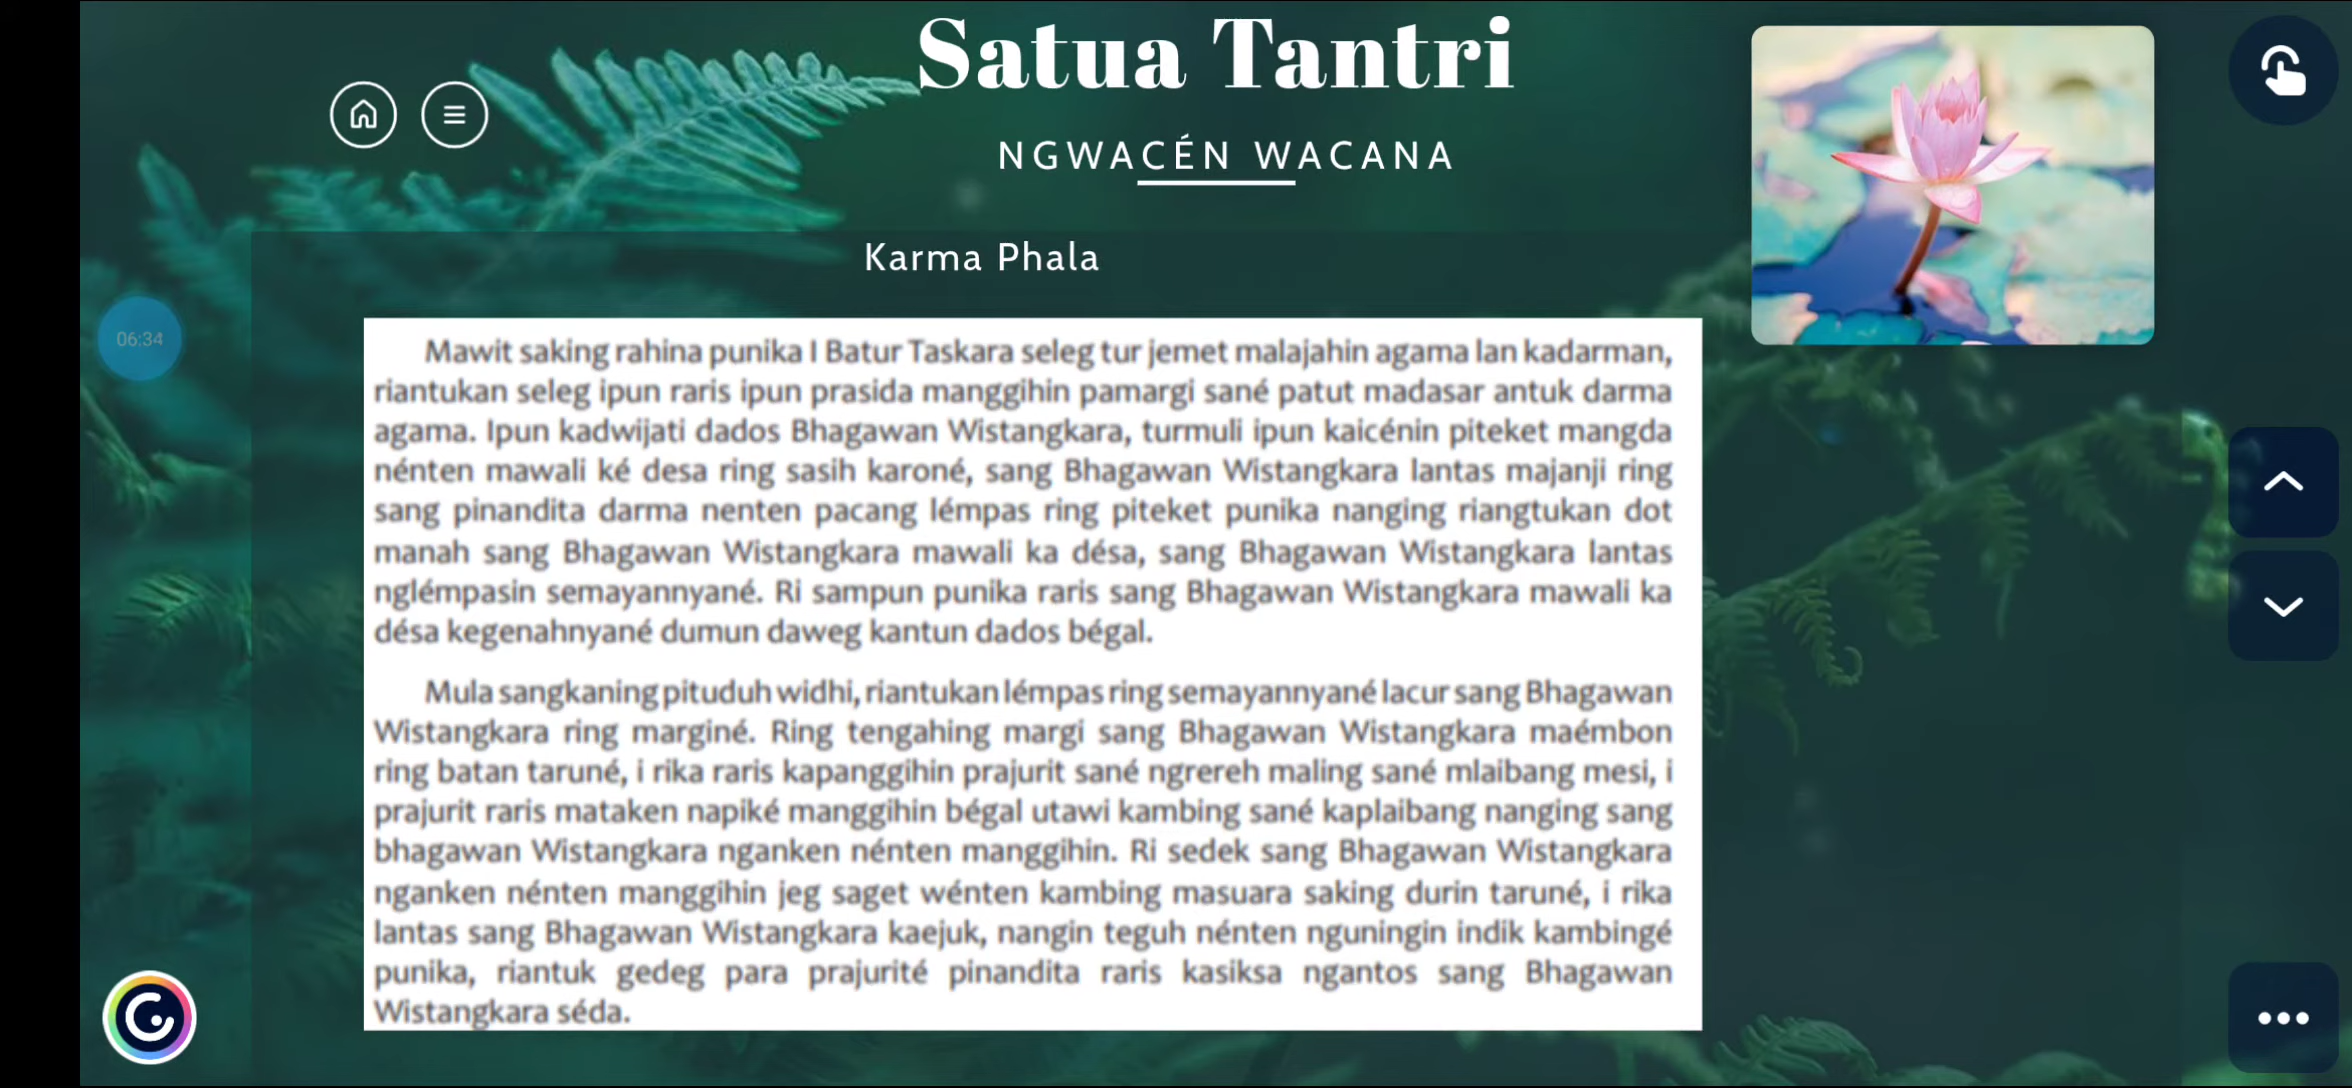 Satua Tantri
NGWACÉN WACANA
Karma Phala
06:34
Mawit saking rahina punika I Batur Taskara seleg tur jemet malajahin agama lan kadarman,
riantukan seleg ipun raris ipun prasida manggihin pamargi sané patut madasar antuk darma
agama. Ipun kadwijati dados Bhagawan Wistangkara, turmuli ipun kaicénin piteket mangda
nénten mawali ké desa ring sasih karoné, sang Bhagawan Wistangkara lantas majanji ring
sang pinandita darma nenten pacang lémpas ring piteket punika nanging riangtukan dot
manah sang Bhagawan Wistangkara mawali ka désa, sang Bhagawan Wistangkara lantas
nglémpasin semayannyané. Ri sampun punika raris sang Bhagawan Wistangkara mawali ka
désa kegenahnyané dumun daweg kantun dados bégal.
Mula sangkaning pituduh widhi, riantukan lémpas ring semayannyané lacur sang Bhagawan
Wistangkara ring marginé. Ring tengahing margi sang Bhagawan Wistangkara maémbon
ring batan taruné, i rika raris kapanggihin prajurit sané ngrereh maling sané mlaibang mesi, i
prajurit raris mataken napiké manggihin bégal utawi kambing sané kaplaibang nanging sang
bhagawan Wistangkara nganken nénten manggihin. Ri sedek sang Bhagawan Wistangkara
nganken nénten manggihin jeg saget wénten kambing masuara saking durin taruné, i rika
lantas sang Bhagawan Wistangkara kaejuk, nangin teguh nénten nguningin indik kambingé
punika, riantuk gedeg para prajurité pinandita raris kasiksa ngantos sang Bhagawan
Wistangkara séda.